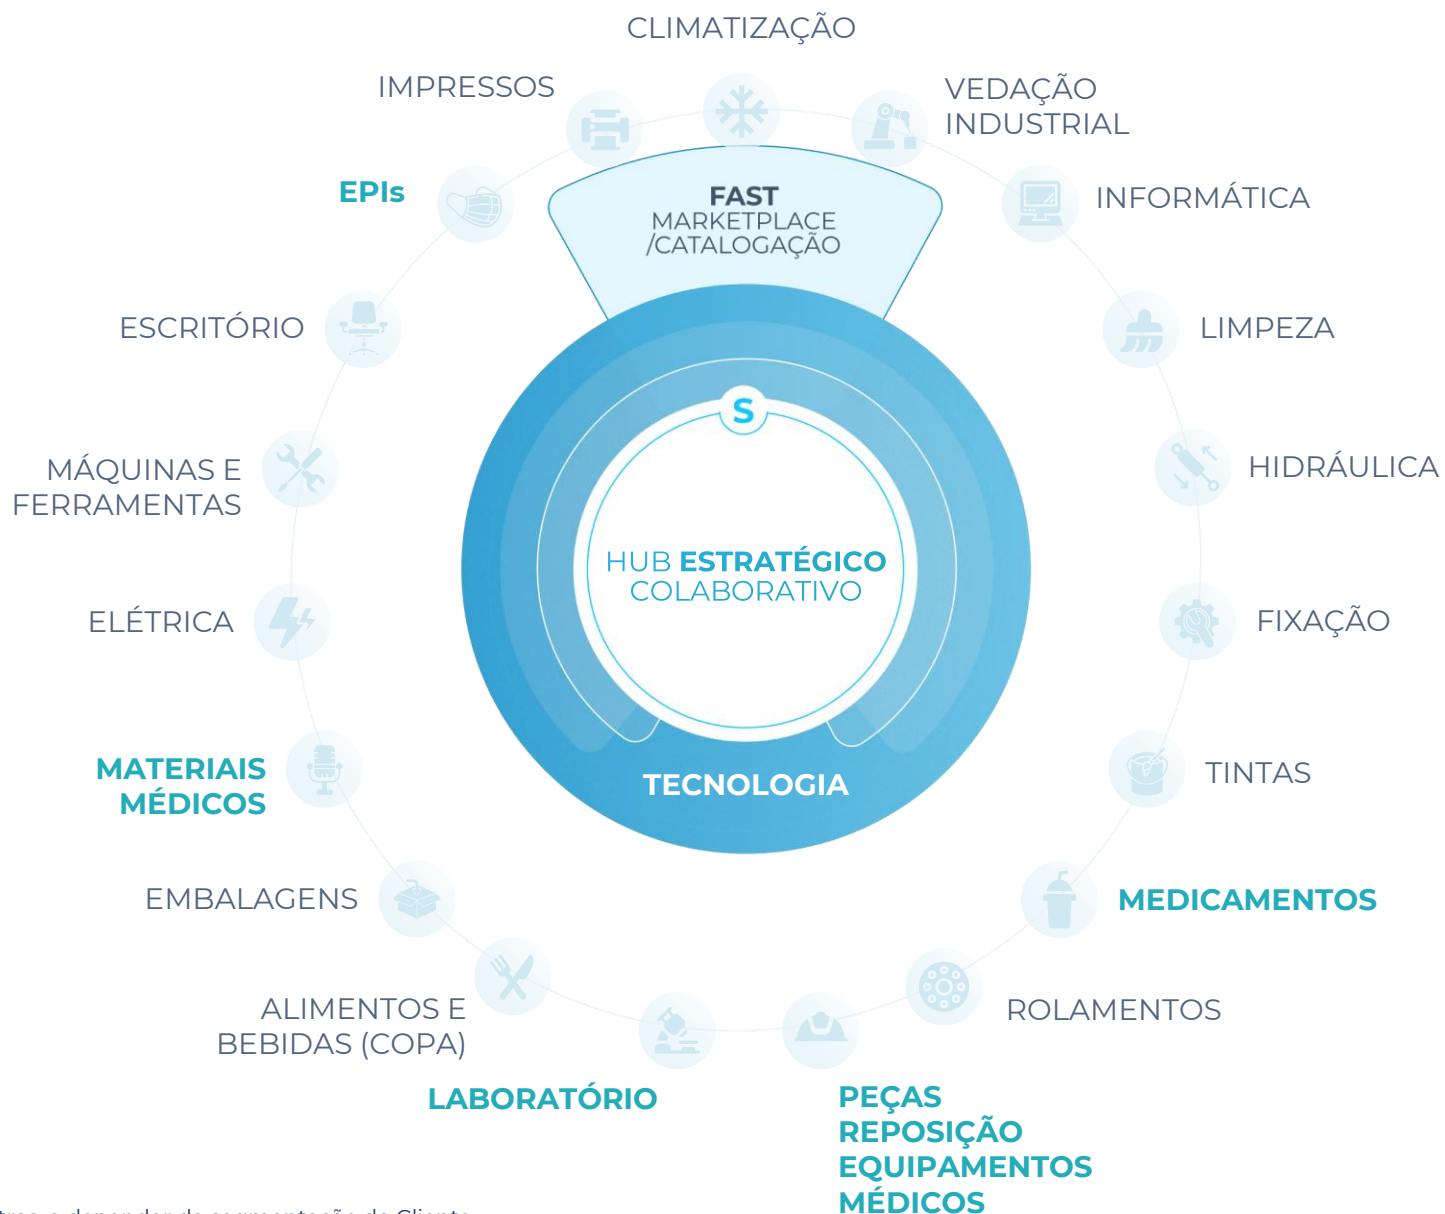 CLIMATIZAÇÃO
IMPRESSOS
VEDAÇÃO
INDUSTRIAL
EPIs
INFORMÁTICA
FAST
MARKETPLACE
/CATALOGAÇÃO
ESCRITÓRIO
LIMPEZA
S
MÁQUINAS E
FERRAMENTAS
HIDRÁULICA
HUB ESTRATÉGICO
COLABORATIVO
ELÉTRICA
FIXAÇÃO
MATERIAIS
MÉDICOS
TECNOLOGIA
TINTAS
EMBALAGENS
MEDICAMENTOS
ALIMENTOS E
BEBIDAS (COPA)
ROLAMENTOS
LABORATÓRIO
PEÇAS
REPOSIÇÃO
EQUIPAMENTOS
MÉDICOS